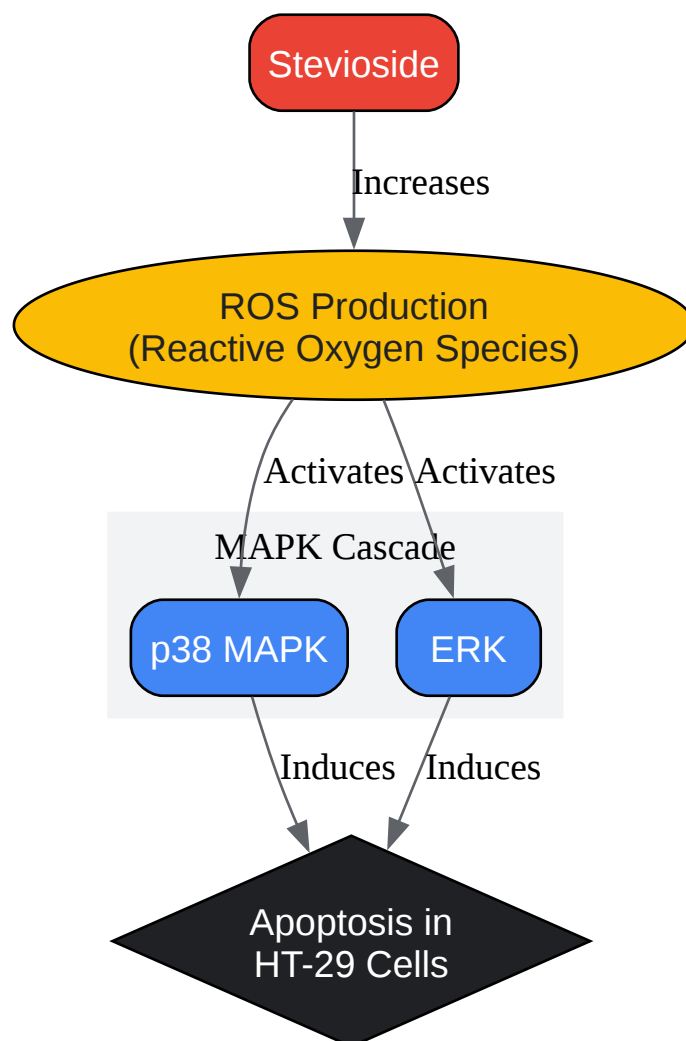 Stevioside
Increases
ROS Production
(Reactive Oxygen Species)
Activates
Activates
MAPK Cascade
p38 MAPK
ERK
Induces
Induces
Apoptosis in
HT-29 Cells